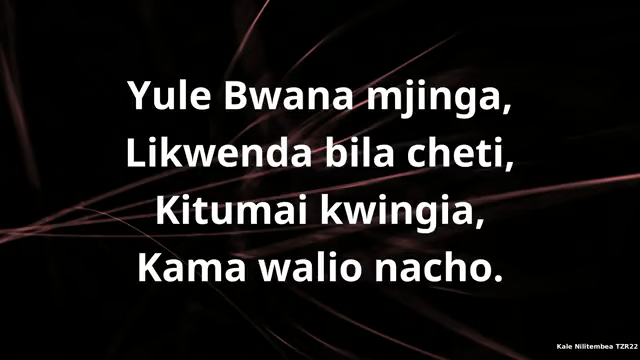 Yule Bwana mjinga,
Likwenda bila cheti,
Kitumai kwingia,
Kama walio nacho.
Kale Nilitembea TZR22